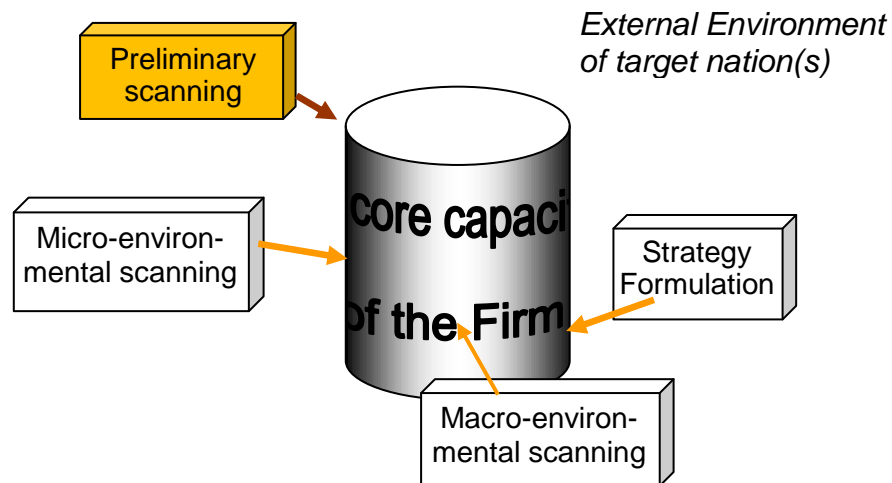 External Environment
of target nation(s)
Preliminary
scanning
core capaci
of the Firm
Micro-environ-
mental scanning
Strategy
Formulation
Macro-environ-
mental scanning